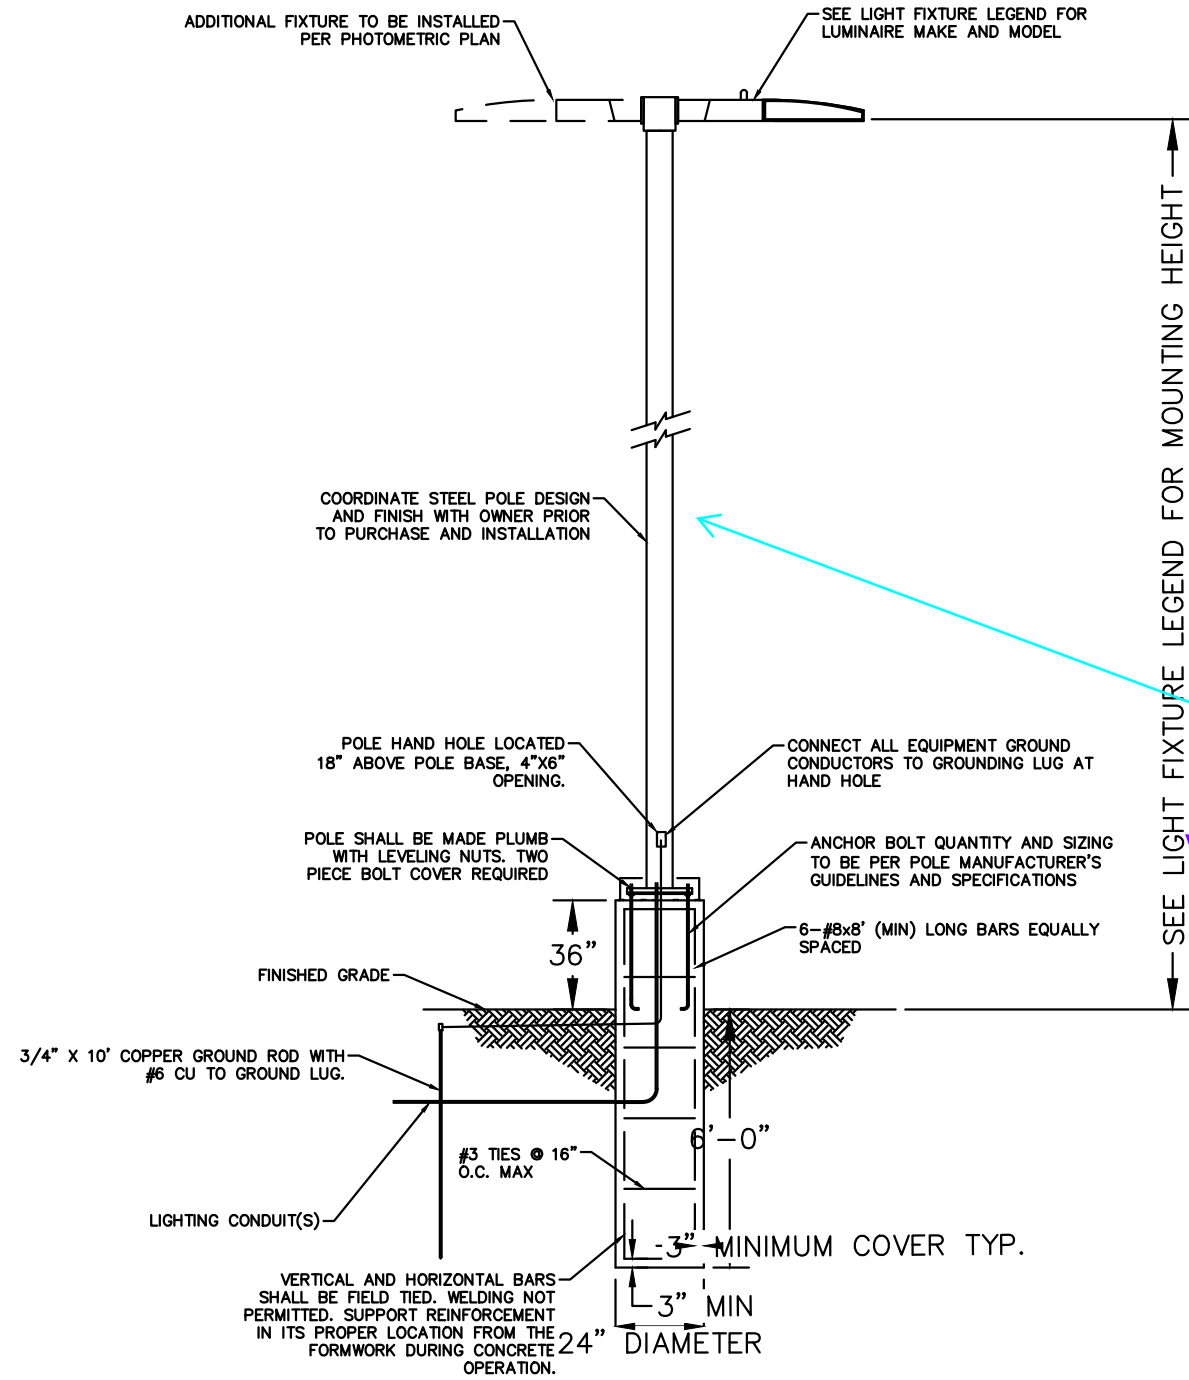 ADDITIONAL FIXTURE TO BE INSTALLED
PER PHOTOMETRIC PLAN
SEE LIGHT FIXTURE LEGEND FOR
LUMINAIRE MAKE AND MODEL
SEE LIGHT FIXTURE LEGEND FOR MOUNTING HEIGHT
COORDINATE STEEL POLE DESIGN
AND FINISH WITH OWNER PRIOR
TO PURCHASE AND INSTALLATION
POLE HAND HOLE LOCATED
18" ABOVE POLE BASE, 4"X6"
OPENING.
CONNECT ALL EQUIPMENT GROUND
CONDUCTORS TO GROUNDING LUG AT
HAND HOLE
POLE SHALL BE MADE PLUMB
WITH LEVELING NUTS. TWO
PIECE BOLT COVER REQUIRED
ANCHOR BOLT QUANTITY AND SIZING
TO BE PER POLE MANUFACTURER'S
GUIDELINES AND SPECIFICATIONS
36"
6-#8x8' (MIN) LONG BARS EQUALLY
SPACED
FINISHED GRADE
3/4" X 10' COPPER GROUND ROD WITH
#6 CU TO GROUND LUG.
6'-0"
#3 TIES @ 16"
O.C. MAX
LIGHTING CONDUIT(S)
3" MINIMUM COVER TYP.
VERTICAL AND HORIZONTAL BARS
SHALL BE FIELD TIED. WELDING NOT
PERMITTED. SUPPORT REINFORCEMENT
IN ITS PROPER LOCATION FROM THE
FORMWORK DURING CONCRETE
OPERATION.
3" MIN
24" DIAMETER